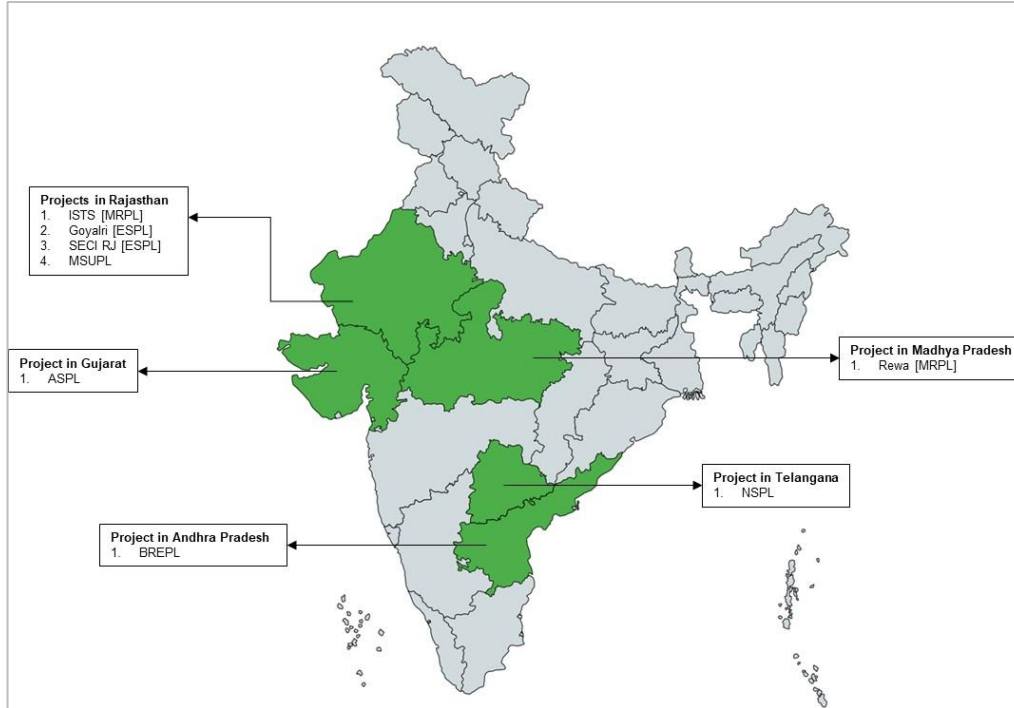 Projects in Rajasthan
1. ISTS [MRPL]
2. Goyalri [ESPL]
3. SECI RJ [ESPL]
4. MSUPL
Project in Gujarat
1. ASPL
Project in Madhya Pradesh
1. Rewa [MRPL]
Project in Telangana
1. NSPL
Project in Andhra Pradesh
1. BREPL